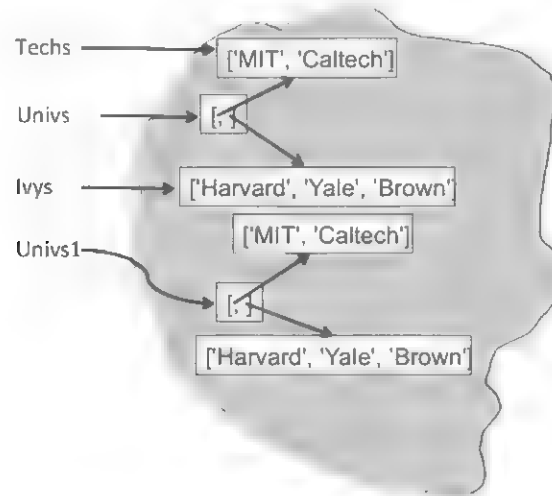 Techs
['MIT', 'Caltech']
Univs
[, ]
Ivys
['Harvard', 'Yale', 'Brown']
['MIT', 'Caltech']
Univs1
[, ]
['Harvard', 'Yale', 'Brown']